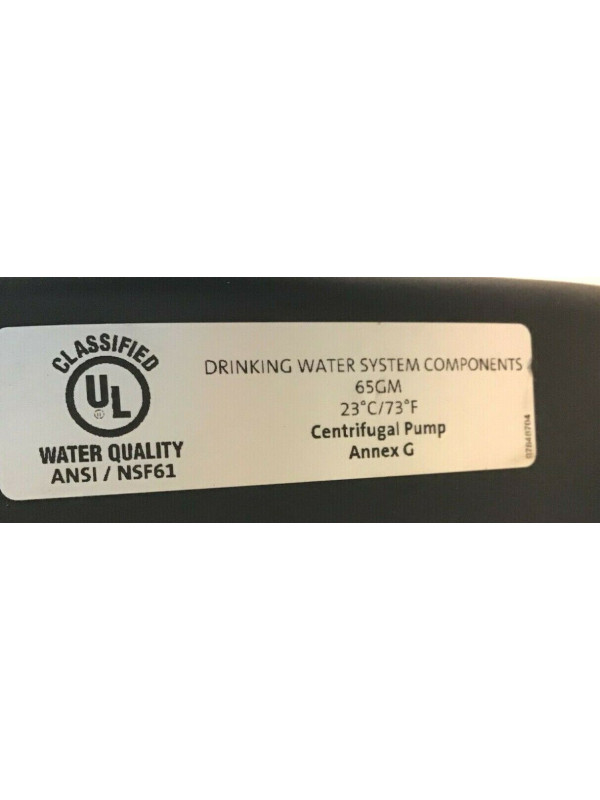 CLASSIFIED
UL
®
WATER QUALITY
ANSI / NSF61
DRINKING WATER SYSTEM COMPONENTS
65GM
23°C/73°F
Centrifugal Pump
Annex G